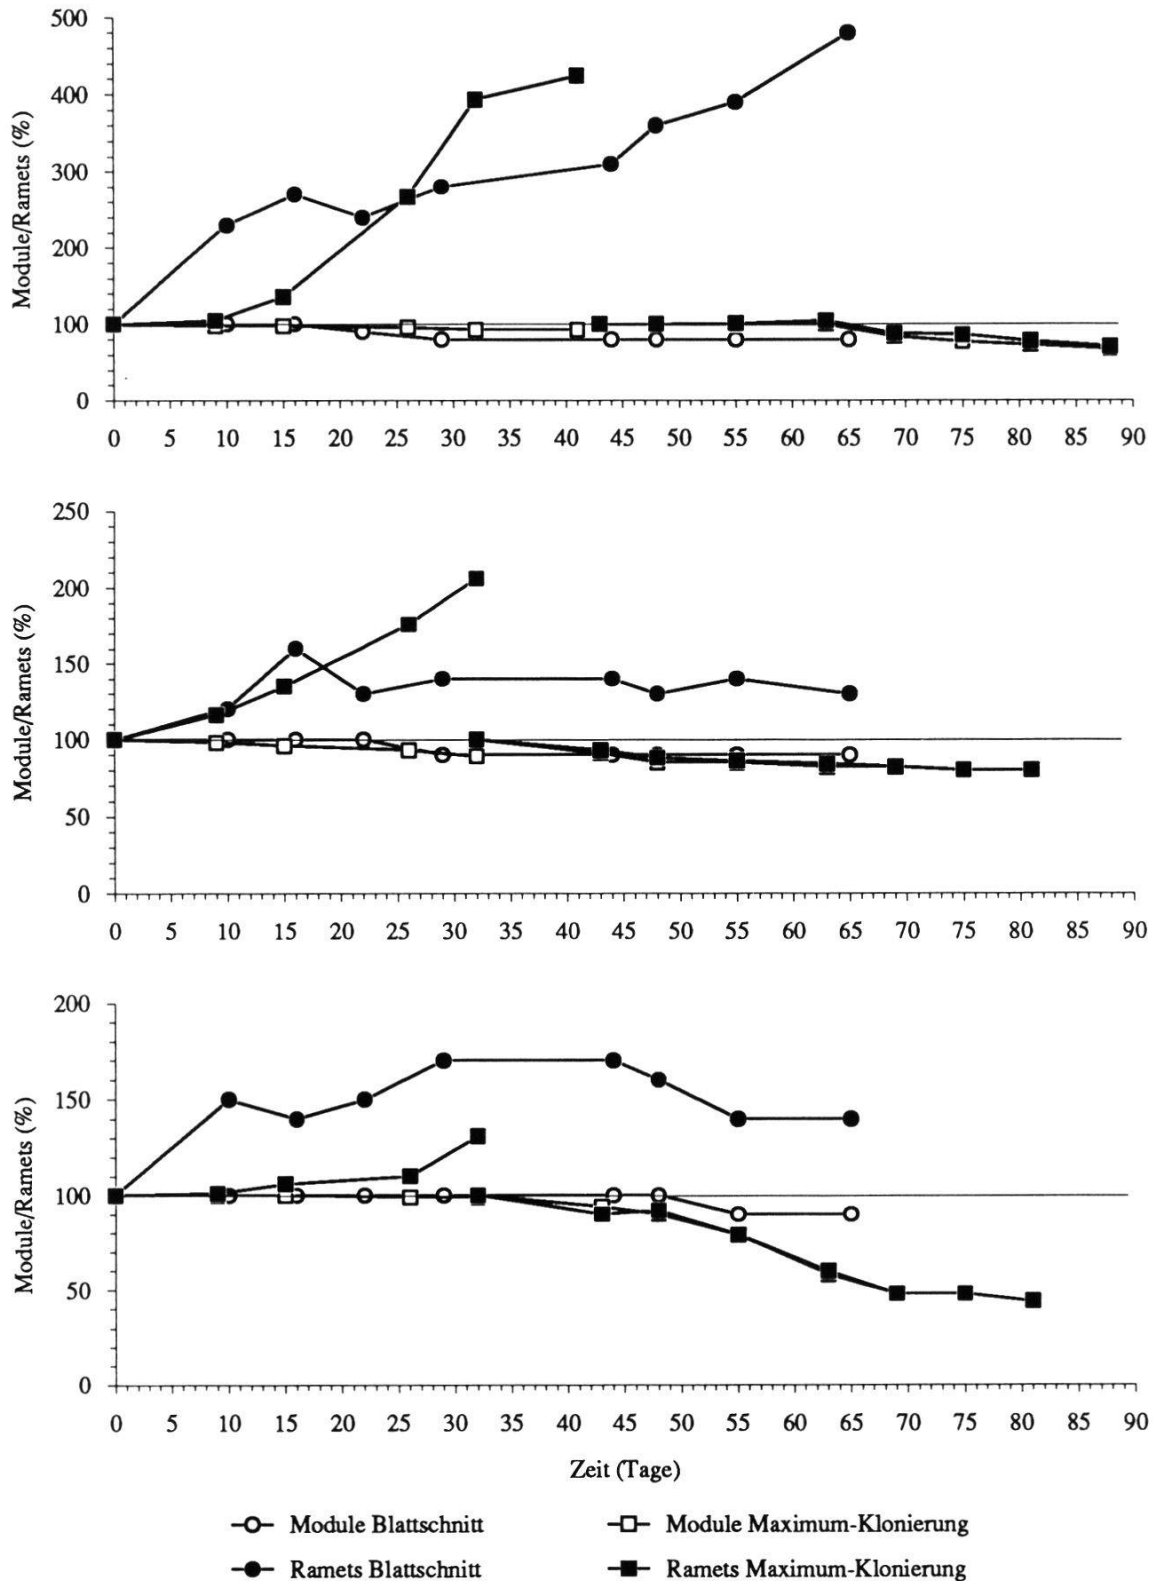 Module/Ramets (%)
500
400
300
200
100
0
0 5 10 15 20 25 30 35 40 45 50 55 60 65 70 75 80 85 90
Module/Ramets (%)
250
200
150
100
50
0
0 5 10 15 20 25 30 35 40 45 50 55 60 65 70 75 80 85 90
Module/Ramets (%)
200
150
100
50
0
0 5 10 15 20 25 30 35 40 45 50 55 60 65 70 75 80 85 90
Zeit (Tage)
Module Blattschnitt
Module Maximum-Klonierung
Ramets Blattschnitt
Ramets Maximum-Klonierung